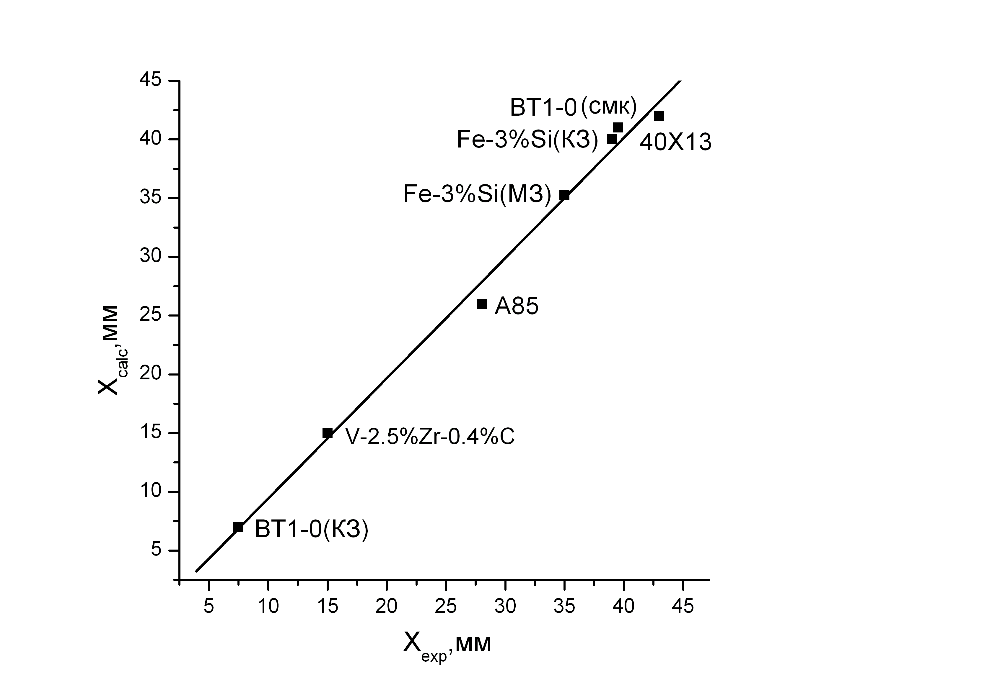 45
40
35
30
25
20
15
10
5
Xcalc,мм
ВТ1-0(смк)
Fe-3%Si(КЗ)
40Х13
Fe-3%Si(МЗ)
А85
V-2.5%Zr-0.4%C
ВТ1-0(КЗ)
5 10 15 20 25 30 35 40 45
Xexp,мм